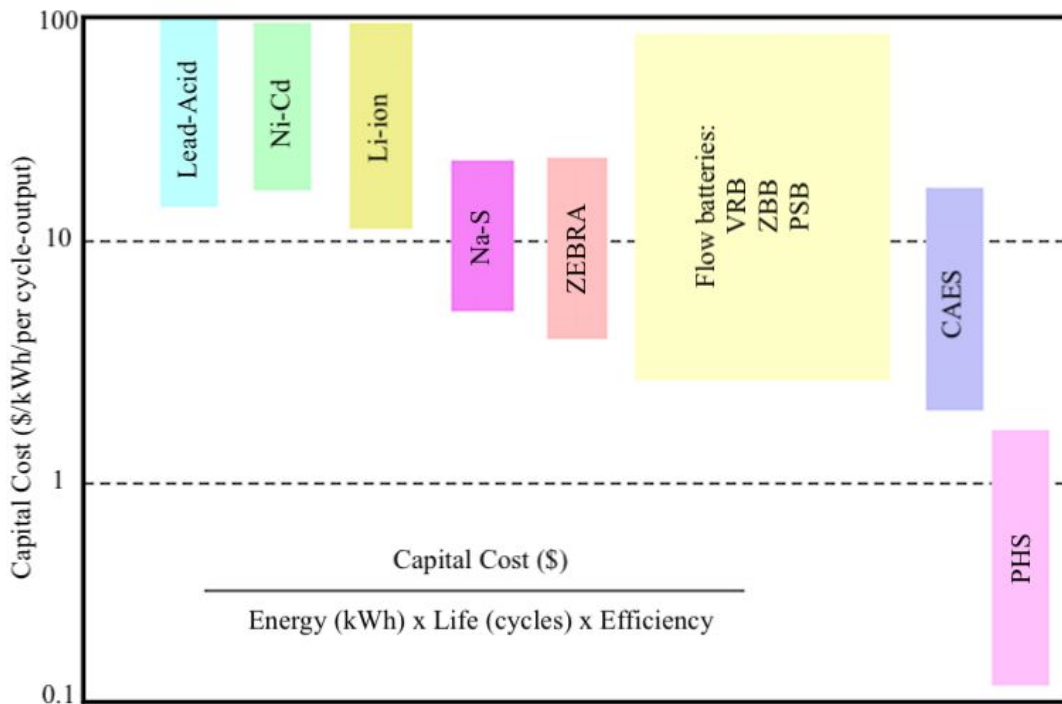 100
10
1
0.1
Capital Cost ($/kWh/per cycle-output)
Lead-Acid
Ni-Cd
Li-ion
Na-S
ZEBRA
Flow batteries:
VRB
ZBB
PSB
CAES
PHS
Capital Cost ($)
Energy (kWh) x Life (cycles) x Efficiency